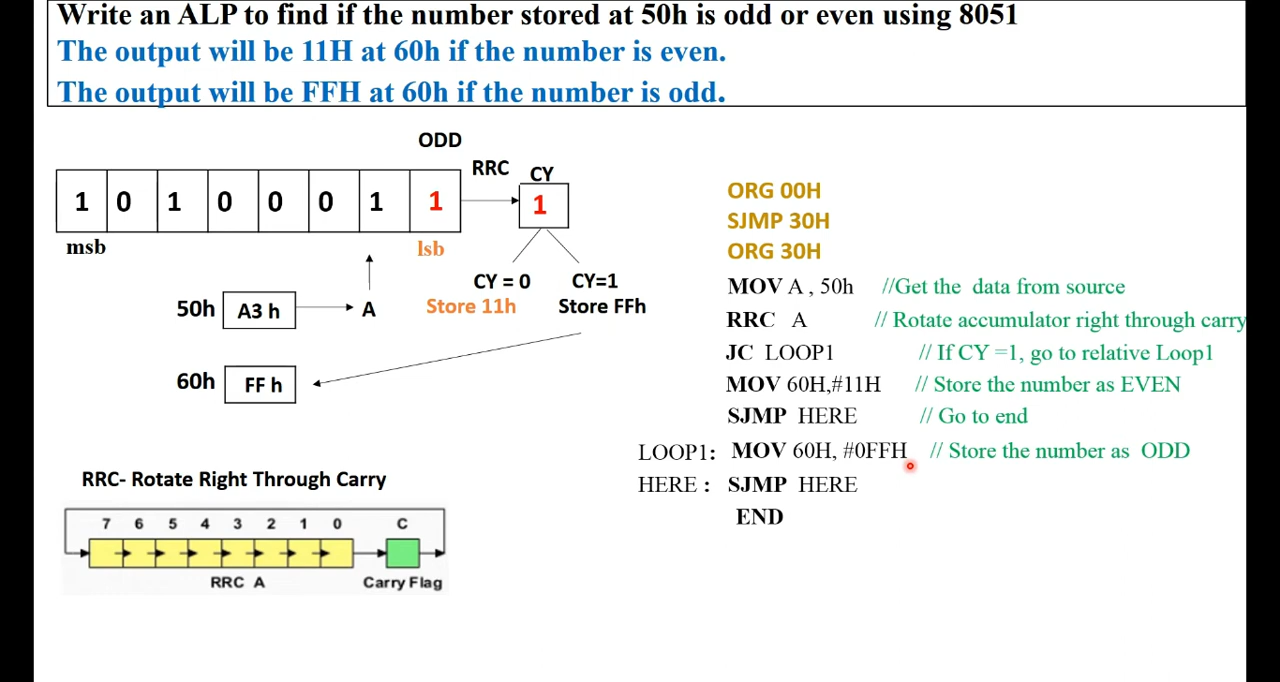 Write an ALP to find if the number stored at 50h is odd or even using 8051
The output will be 11H at 60h if the number is even.
The output will be FFH at 60h if the number is odd.
ODD
RRC CY
1 0 1 0 0 0 1 1 1
msb lsb
CY = 0 CY=1
Store 11h Store FFh
50h A3 h A
60h FF h
RRC- Rotate Right Through Carry
7 6 5 4 3 2 1 0 C
RRC A Carry Flag
ORG 00H
SJMP 30H
ORG 30H
MOV A , 50h //Get the data from source
RRC A // Rotate accumulator right through carry
JC LOOP1 // If CY =1, go to relative Loop1
MOV 60H,#11H // Store the number as EVEN
SJMP HERE // Go to end
LOOP1: MOV 60H, #0FFH // Store the number as ODD
HERE : SJMP HERE
END